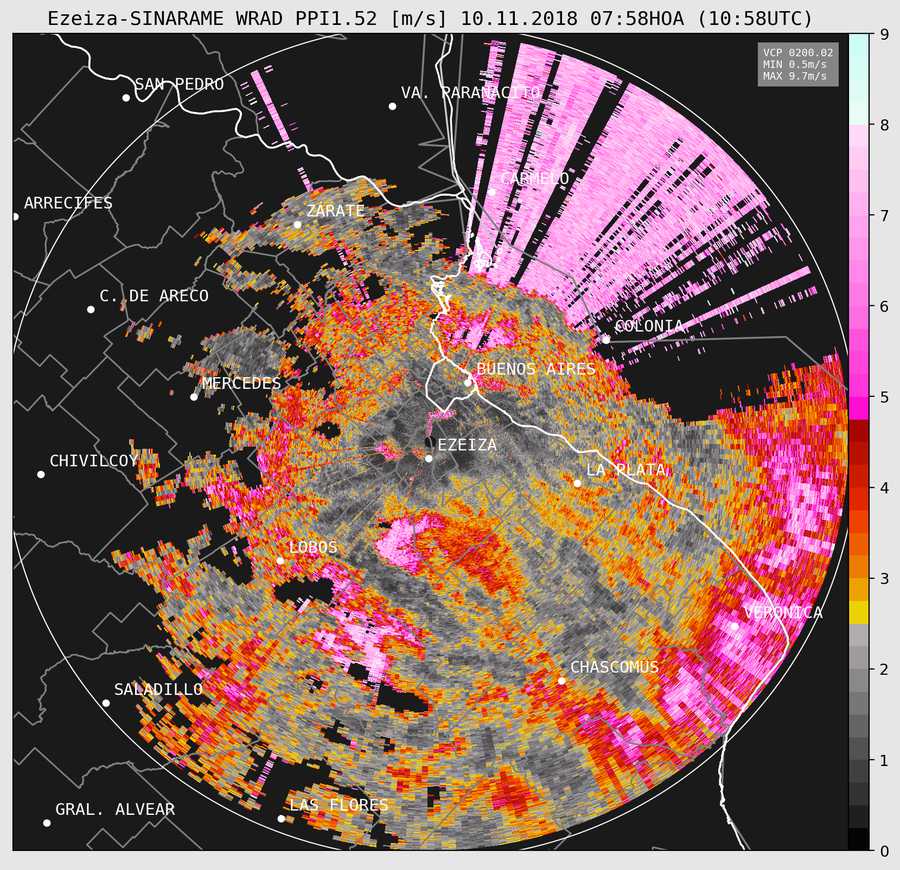 Ezeiza-SINARAME WRAD PPI1.52 [m/s] 10.11.2018 07:58HOA (10:58UTC)
VCP 0200.02
MIN 0.5m/s
MAX 9.7m/s
SAN PEDRO
VA. PARANACITO
CARMELO
ARRECIFES
ZARATE
C. DE ARECO
COLONIA
BUENOS AIRES
MERCEDES
EZEIZA
CHIVILCOY
LA PLATA
LOBOS
VERONICA
CHASCOMUS
SALADILLO
LAS FLORES
GRAL. ALVEAR
9
8
7
6
5
4
3
2
1
0